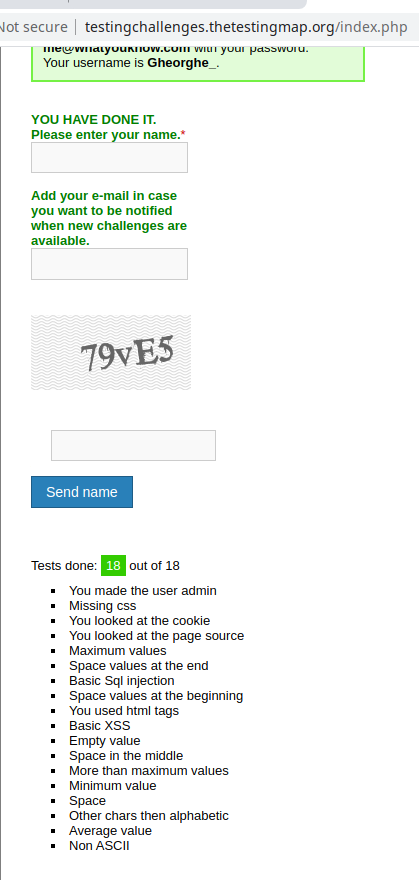 Not secure | testingchallenges.thetestingmap.org/index.php
me@whatyouknow.com with your password.
Your username is Gheorghe_.
YOU HAVE DONE IT.
Please enter your name.*
Add your e-mail in case
you want to be notified
when new challenges are
available.
79vE5
Send name
Tests done: 18 out of 18
You made the user admin
Missing css
You looked at the cookie
You looked at the page source
Maximum values
Space values at the end
Basic Sql injection
Space values at the beginning
You used html tags
Basic XSS
Empty value
Space in the middle
More than maximum values
Minimum value
Space
Other chars then alphabetic
Average value
Non ASCII